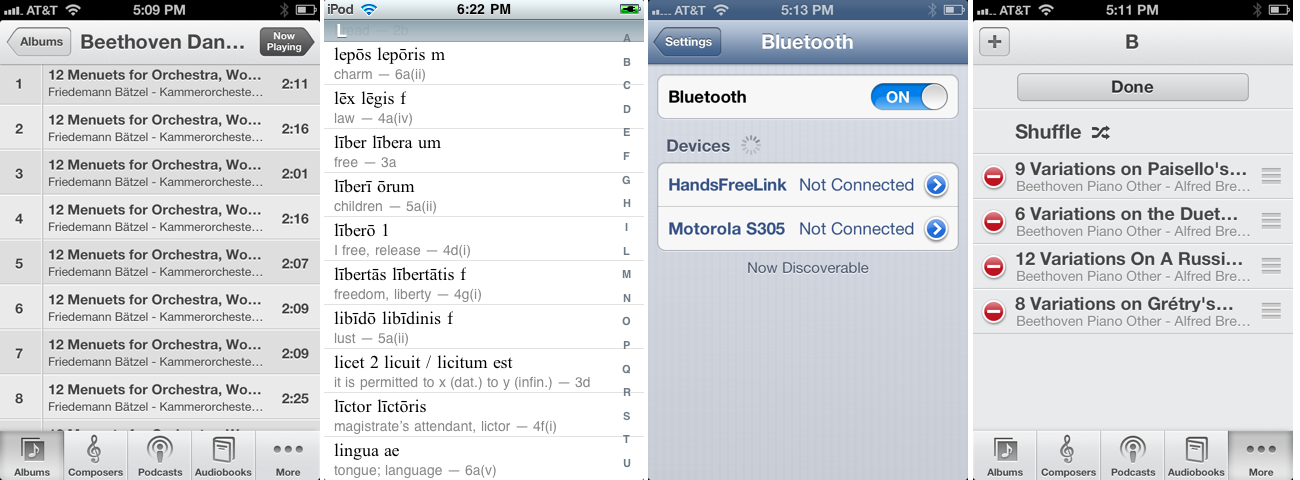 AT&T 5:09 PM
Albums Beethoven Dan... Now Playing
1 12 Menuets for Orchestra, Wo... 2:11
Friedemann Bätzel - Kammerorcheste...
2 12 Menuets for Orchestra, Wo... 2:16
Friedemann Bätzel - Kammerorcheste...
3 12 Menuets for Orchestra, Wo... 2:01
Friedemann Bätzel - Kammerorcheste...
4 12 Menuets for Orchestra, Wo... 2:16
Friedemann Bätzel - Kammerorcheste...
5 12 Menuets for Orchestra, Wo... 2:07
Friedemann Bätzel - Kammerorcheste...
6 12 Menuets for Orchestra, Wo... 2:09
Friedemann Bätzel - Kammerorcheste...
7 12 Menuets for Orchestra, Wo... 2:09
Friedemann Bätzel - Kammerorcheste...
8 12 Menuets for Orchestra, Wo... 2:25
Friedemann Bätzel - Kammerorcheste...
Albums Composers Podcasts Audiobooks More
iPod 6:22 PM
L
lepōs lepōris m
charm — 6a(ii)
lēx lēgis f
law — 4a(iv)
līber lībera um
free — 3a
līberī ōrum
children — 5a(ii)
līberō 1
I free, release — 4d(i)
lībertās lībertātis f
freedom, liberty — 4g(i)
libīdō libīdinis f
lust — 5a(ii)
licet 2 licuit / licitum est
it is permitted to x (dat.) to y (infin.) — 3d
līctor līctōris
magistrate's attendant, lictor — 4f(i)
lingua ae
tongue; language — 6a(v)
A
B
C
D
E
F
G
H
I
L
M
N
O
P
Q
R
S
T
U
AT&T 5:13 PM
Settings Bluetooth
Bluetooth ON
Devices
HandsFreeLink Not Connected
Motorola S305 Not Connected
Now Discoverable
AT&T 5:11 PM
+ B
Done
Shuffle
9 Variations on Paisello's...
Beethoven Piano Other - Alfred Bre...
6 Variations on the Duet...
Beethoven Piano Other - Alfred Bre...
12 Variations On A Russi...
Beethoven Piano Other - Alfred Bre...
8 Variations on Grétry's...
Beethoven Piano Other - Alfred Bre...
Albums Composers Podcasts Audiobooks More